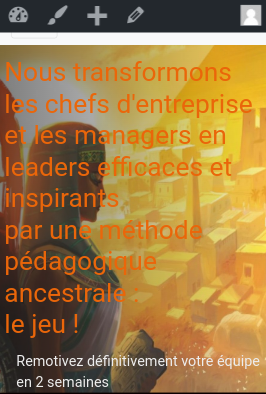 Nous transformons
les chefs d'entreprise
et les managers en
leaders efficaces et
inspirants
par une méthode
pédagogique
ancestrale :
le jeu !
Remotivez définitivement votre équipe
en 2 semaines